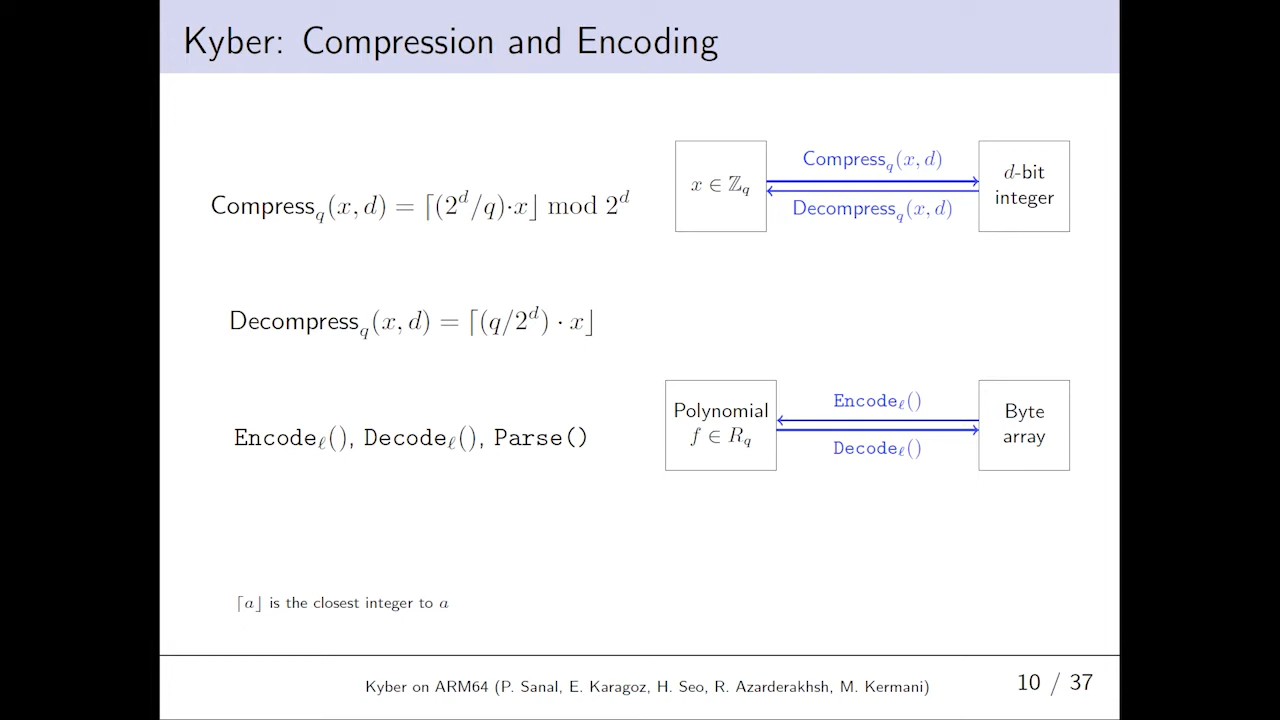 Kyber: Compression and Encoding
Compress_q(x, d) = ⌈(2^d/q)·x⌋ mod 2^d
x ∈ ℤ_q
Compress_q(x, d)
Decompress_q(x, d)
d-bit
integer
Decompress_q(x, d) = ⌈(q/2^d) · x⌋
Encode_ℓ(), Decode_ℓ(), Parse()
Polynomial
f ∈ R_q
Encode_ℓ()
Decode_ℓ()
Byte
array
⌈a⌋ is the closest integer to a
Kyber on ARM64 (P. Sanal, E. Karagoz, H. Seo, R. Azarderakhsh, M. Kermani)
10 / 37